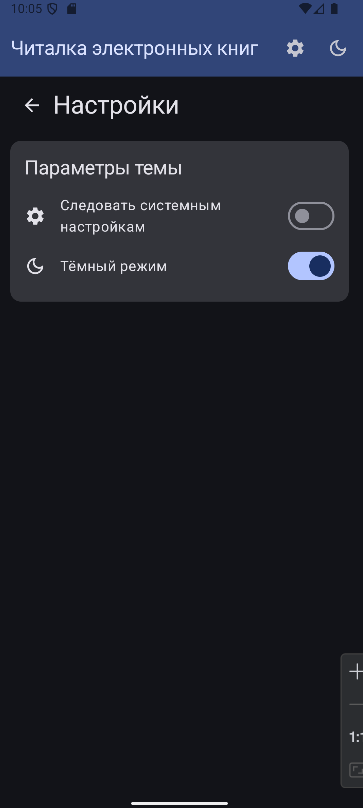 10:05
Читалка электронных книг
Настройки
Параметры темы
Следовать системным
настройкам
Тёмный режим